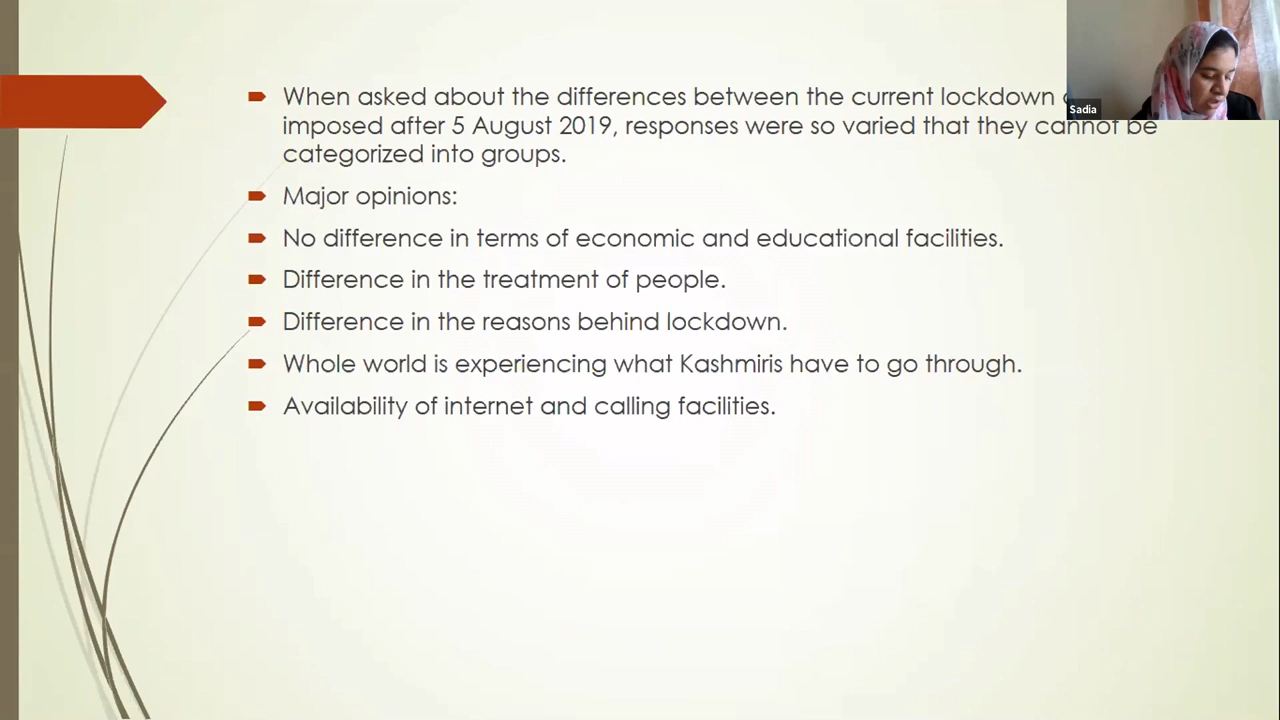 When asked about the differences between the current lockdown
imposed after 5 August 2019, responses were so varied that they cannot be
categorized into groups.
Major opinions:
No difference in terms of economic and educational facilities.
Difference in the treatment of people.
Difference in the reasons behind lockdown.
Whole world is experiencing what Kashmiris have to go through.
Availability of internet and calling facilities.
Sadia